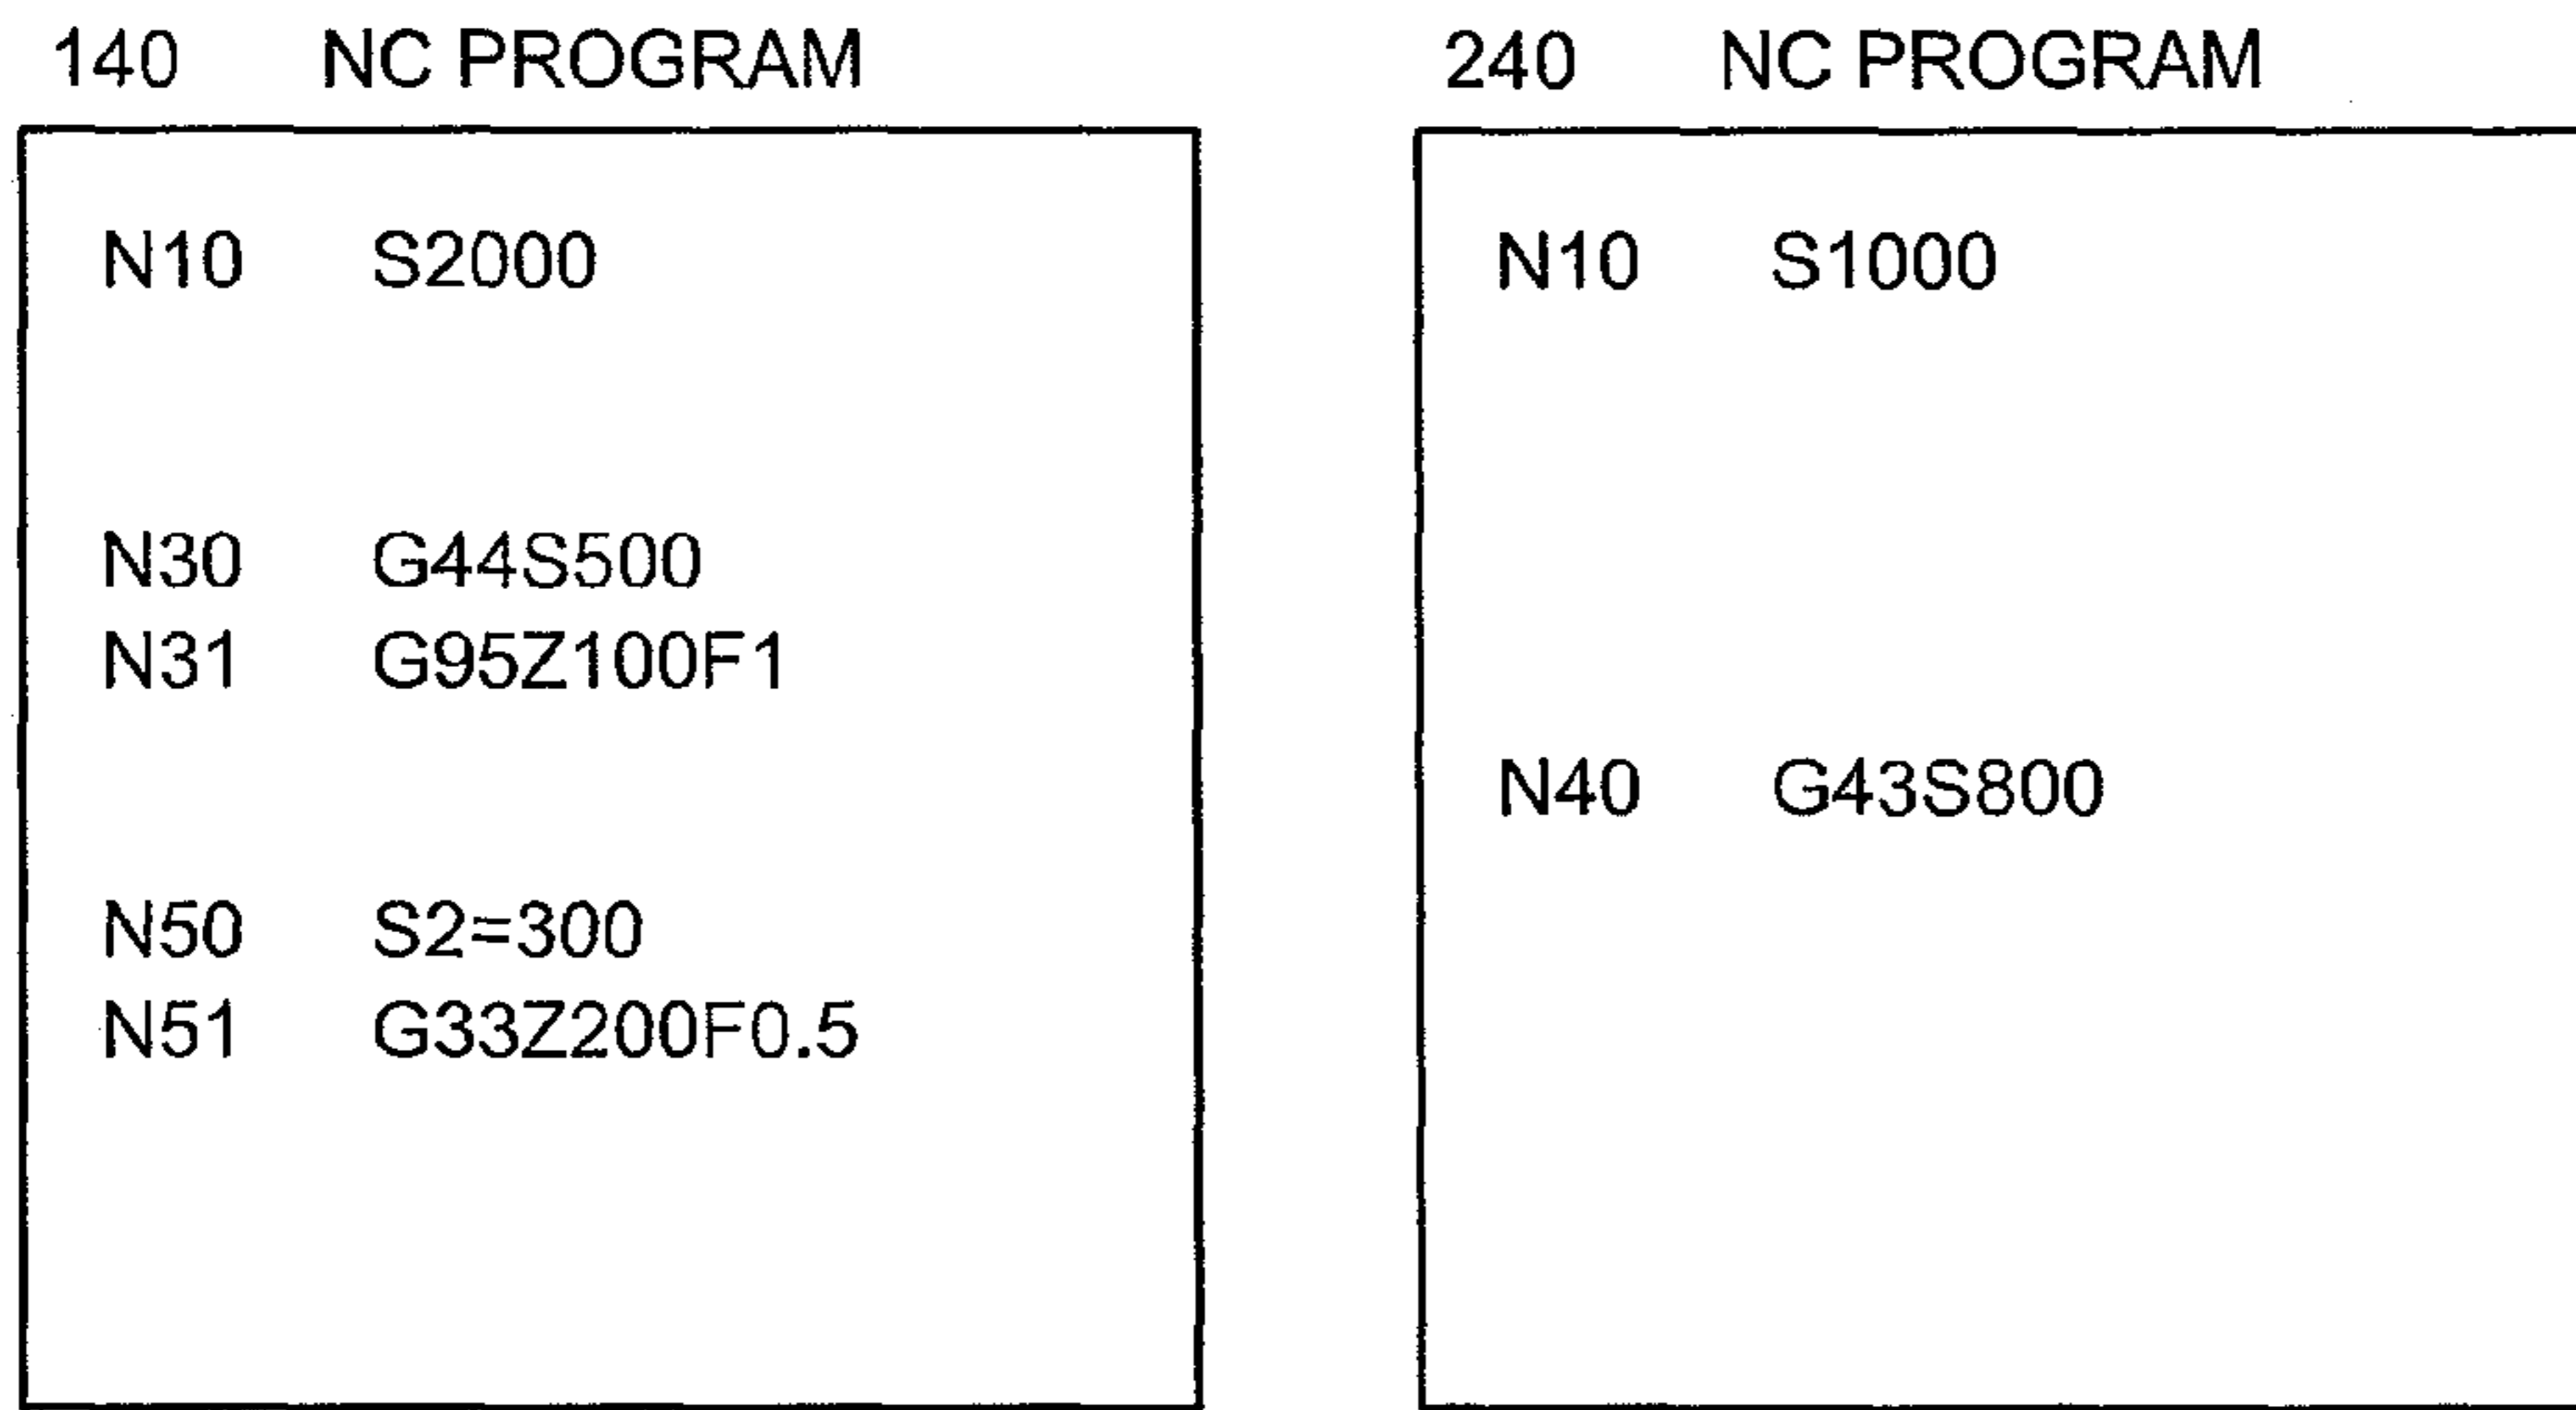 140 NC PROGRAM
N10 S2000
N30 G44S500
N31 G95Z100F1
N50 S2=300
N51 G33Z200F0.5
240 NC PROGRAM
N10 S1000
N40 G43S800